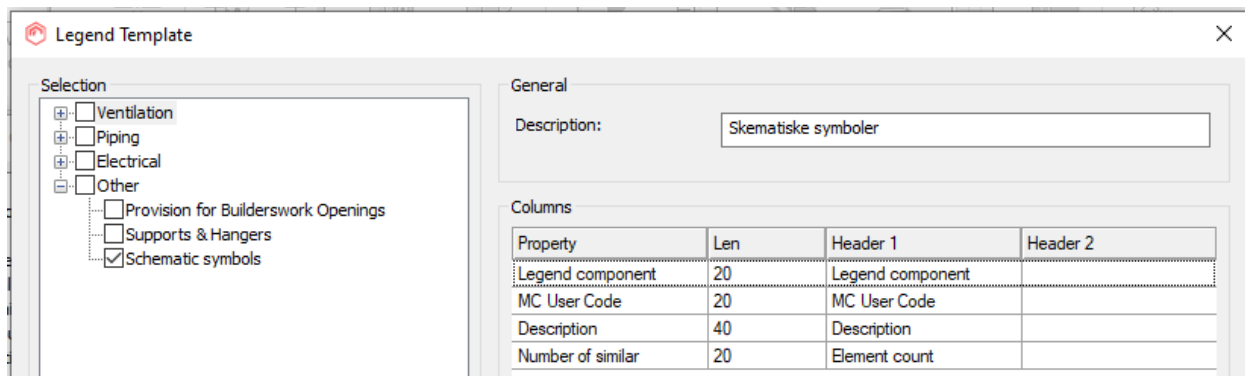 Legend Template
Selection
Ventilation
Piping
Electrical
Other
Provision for Builderswork Openings
Supports & Hangers
Schematic symbols
General
Description: Skematiske symboler
Columns
Property Len Header 1 Header 2
Legend component 20 Legend component
MC User Code 20 MC User Code
Description 40 Description
Number of similar 20 Element count